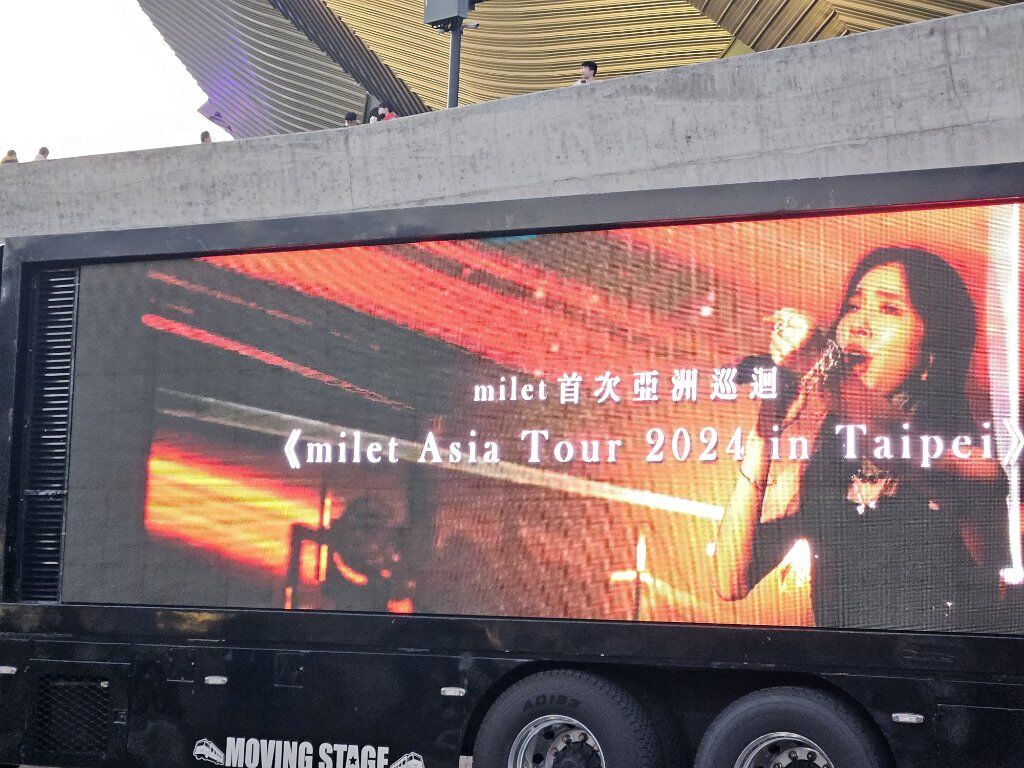 milet首次亞洲巡迴
《milet Asia Tour 2024 in Taipei》
AD153
MOVING STAGE